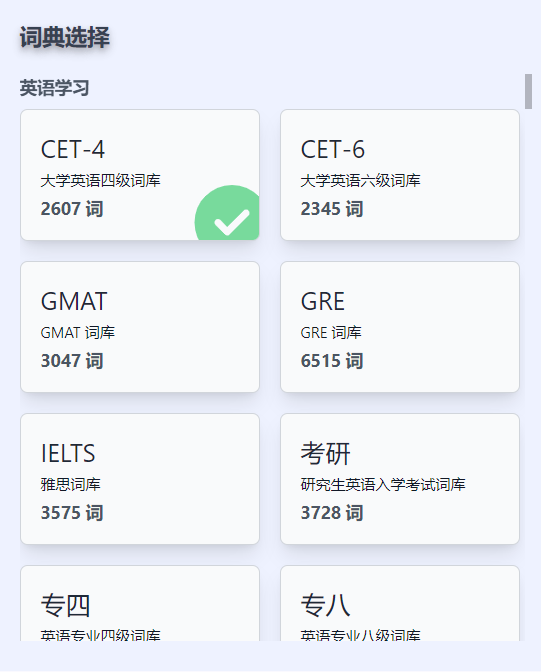 词典选择
英语学习
CET-4
大学英语四级词库
2607 词
CET-6
大学英语六级词库
2345 词
GMAT
GMAT 词库
3047 词
GRE
GRE 词库
6515 词
IELTS
雅思词库
3575 词
考研
研究生英语入学考试词库
3728 词
专四
英语专业四级词库
专八
英语专业八级词库